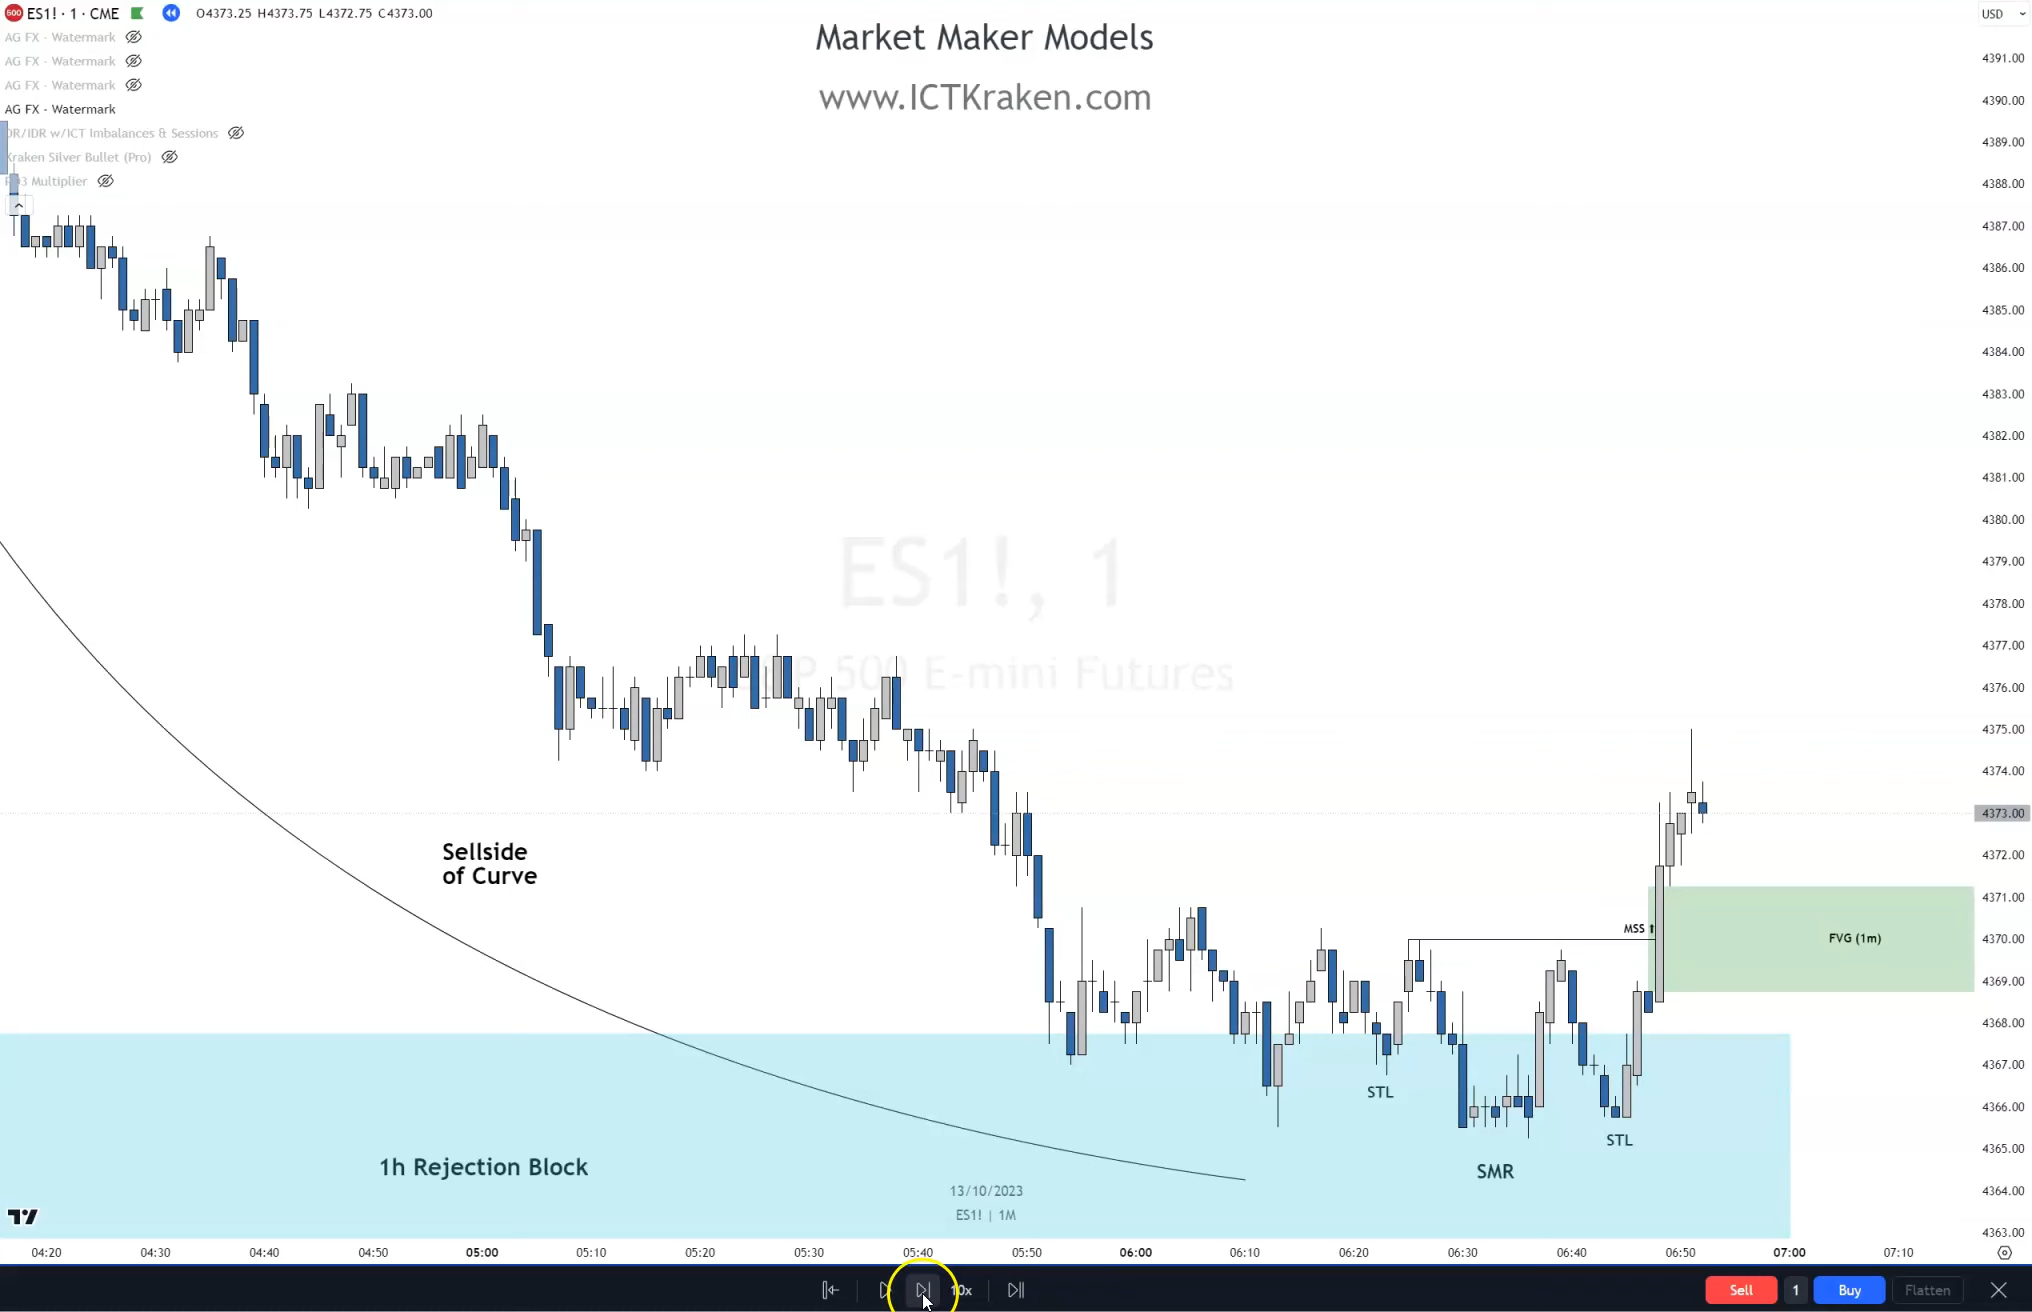 500 ES1! · 1 · CME O4373.25 H4373.75 L4372.75 C4373.00
USD
AG FX - Watermark
AG FX - Watermark
AG FX - Watermark
AG FX - Watermark
DR/IDR w/ICT Imbalances & Sessions
Kraken Silver Bullet (Pro)
Multiplier
Market Maker Models
www.ICTKraken.com
4391.00
4390.00
4389.00
4388.00
4387.00
4386.00
4385.00
4384.00
4383.00
4382.00
4381.00
4380.00
4379.00
4378.00
4377.00
4376.00
4375.00
4374.00
4373.00
4372.00
4371.00
4370.00
4369.00
4368.00
4367.00
4366.00
4365.00
4364.00
4363.00
ES1!, 1
P 500 E-mini Futures
Sellside
of Curve
MSS
FVG (1m)
STL
STL
SMR
1h Rejection Block
13/10/2023
ES1! | 1M
04:20 04:30 04:40 04:50 05:00 05:10 05:20 05:30 05:40 05:50 06:00 06:10 06:20 06:30 06:40 06:50 07:00 07:10
10x
Sell 1 Buy Flatten